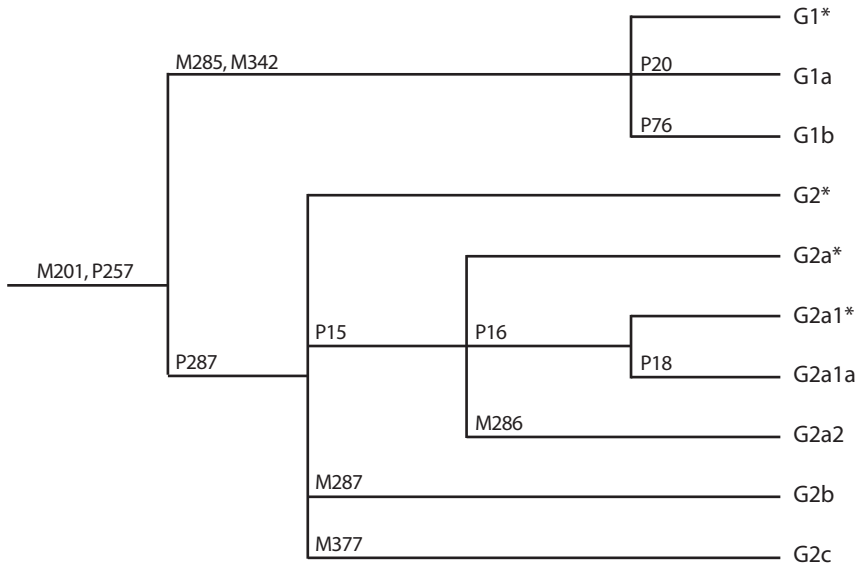 G1*
M285, M342
P20
G1a
P76
G1b
G2*
G2a*
M201, P257
G2a1*
P15
P16
P287
P18
G2a1a
M286
G2a2
M287
G2b
M377
G2c